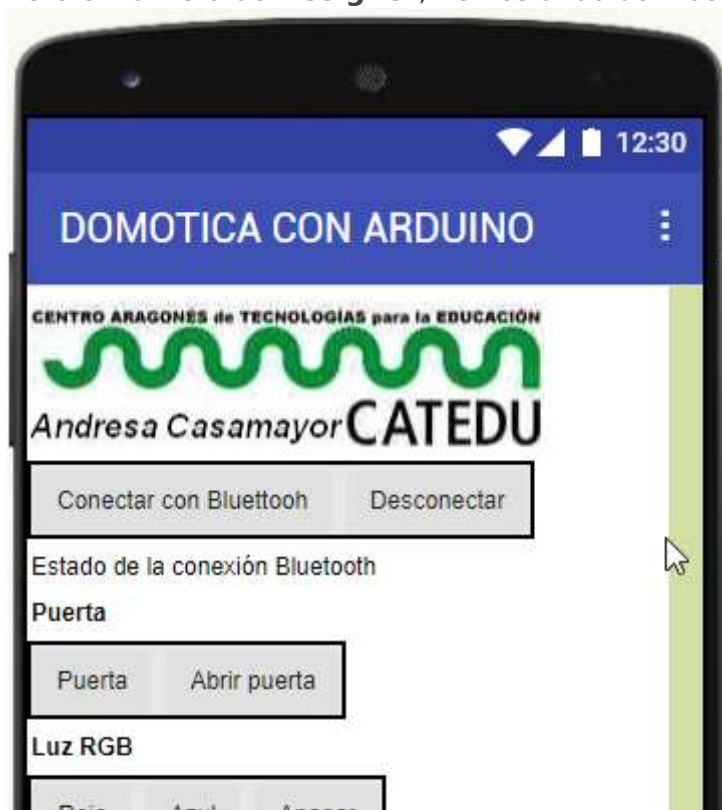 12:30
DOMOTICA CON ARDUINO
CENTRO ARAGONÉS de TECNOLOGÍAS para la EDUCACIÓN
Andresa Casamayor CATEDU
Conectar con Bluettooh Desconectar
Estado de la conexión Bluetooth
Puerta
Puerta Abrir puerta
Luz RGB